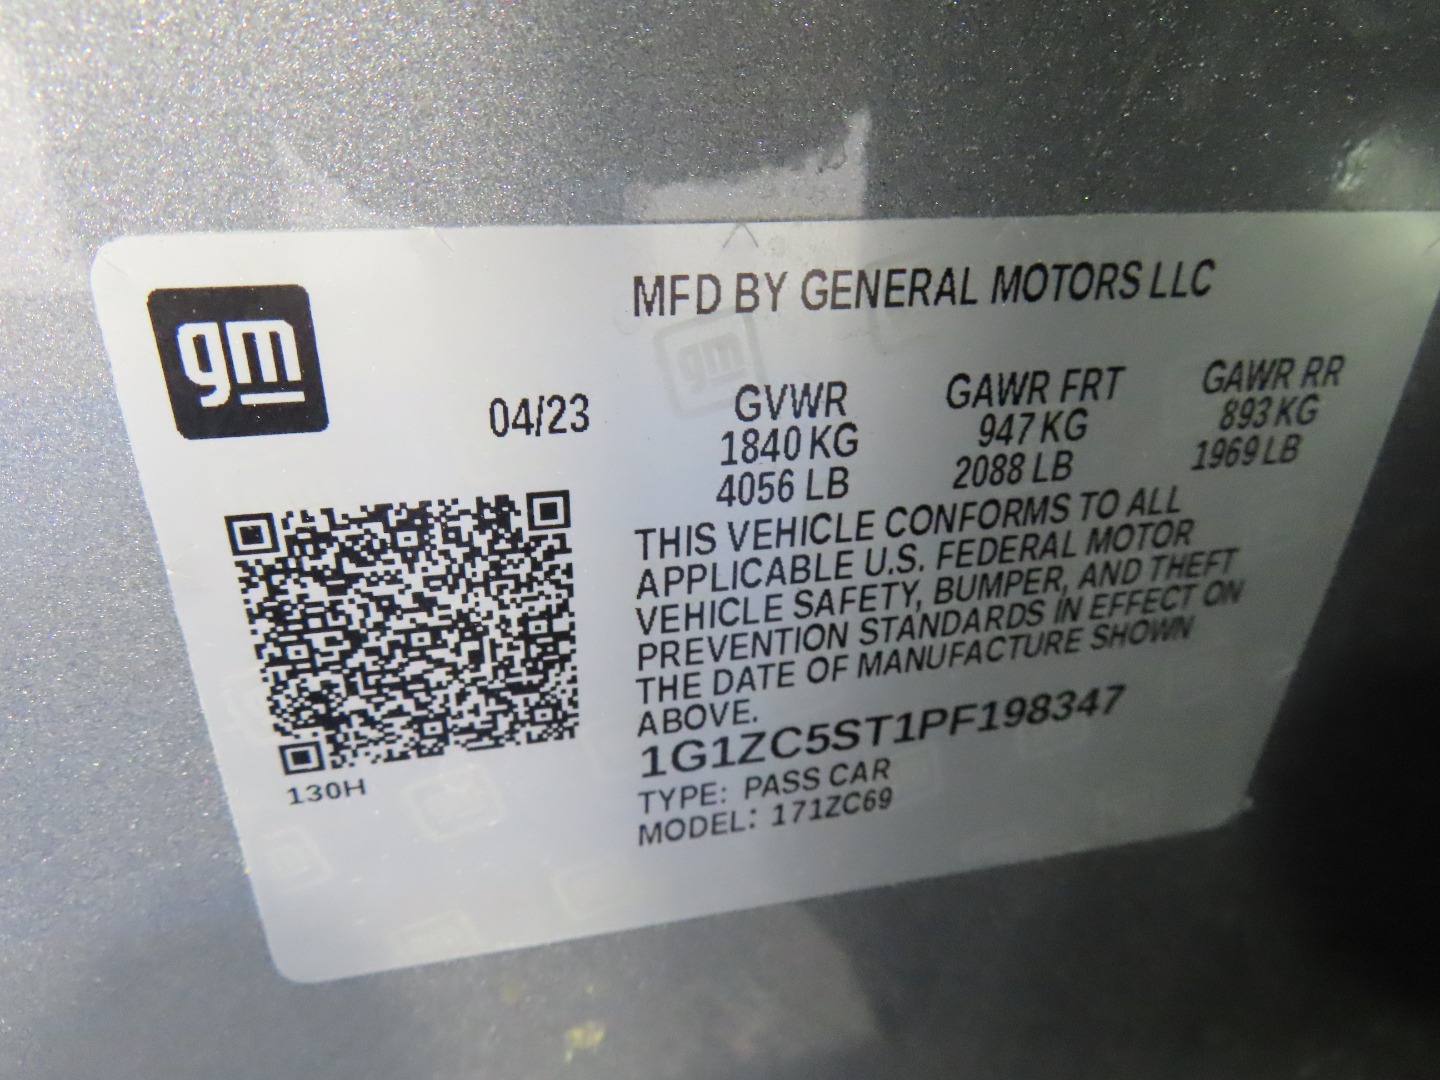 gm
MFD BY GENERAL MOTORS LLC
04/23
GVWR GAWR FRT GAWR RR
1840 KG 947 KG 893 KG
4056 LB 2088 LB 1969 LB
THIS VEHICLE CONFORMS TO ALL
APPLICABLE U.S. FEDERAL MOTOR
VEHICLE SAFETY, BUMPER, AND THEFT
PREVENTION STANDARDS IN EFFECT ON
THE DATE OF MANUFACTURE SHOWN
ABOVE.
1G1ZC5ST1PF198347
TYPE: PASS CAR
MODEL: 171ZC69
130H